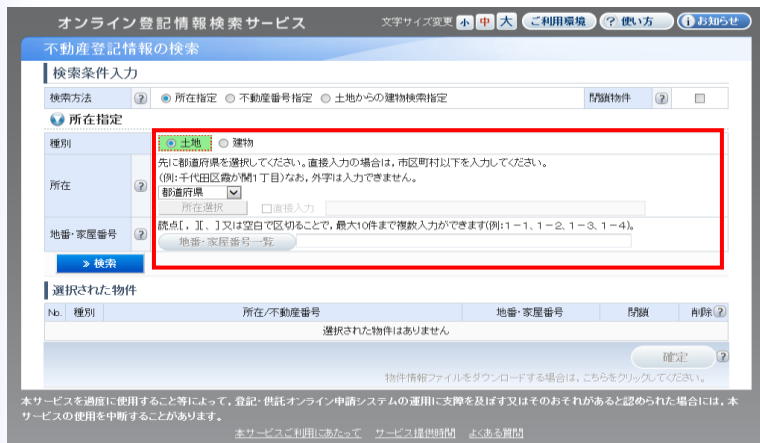 オンライン登記情報検索サービス 文字サイズ変更 小 中 大 ご利用環境 ? 使い方 i お知らせ
不動産登記情報の検索
検索条件入力
検索方法 ? 所在指定 不動産番号指定 土地からの建物検索指定 閉鎖物件 ?
所在指定
種別 土地 建物
先に都道府県を選択してください。直接入力の場合は，市区町村以下を入力してください。
(例：千代田区霞が関1丁目)なお，外字は入力できません。
所在 ? 都道府県
所在選択 直接入力
読点[，][、]又は空白で区切ることで，最大10件まで複数入力ができます(例：1－1、1－2、1－3、1－4)。
地番・家屋番号 ? 地番・家屋番号一覧
» 検索
選択された物件
No. 種別 所在/不動産番号 地番・家屋番号 閉鎖 削除 ?
選択された物件はありません
確定 ?
物件情報ファイルをダウンロードする場合は，こちらをクリックしてください。
本サービスを過度に使用すること等によって，登記・供託オンライン申請システムの運用に支障を及ぼす又はそのおそれがあると認められた場合には，本
サービスの使用を中断することがあります。
本サービスご利用にあたって サービス提供時間 よくある質問